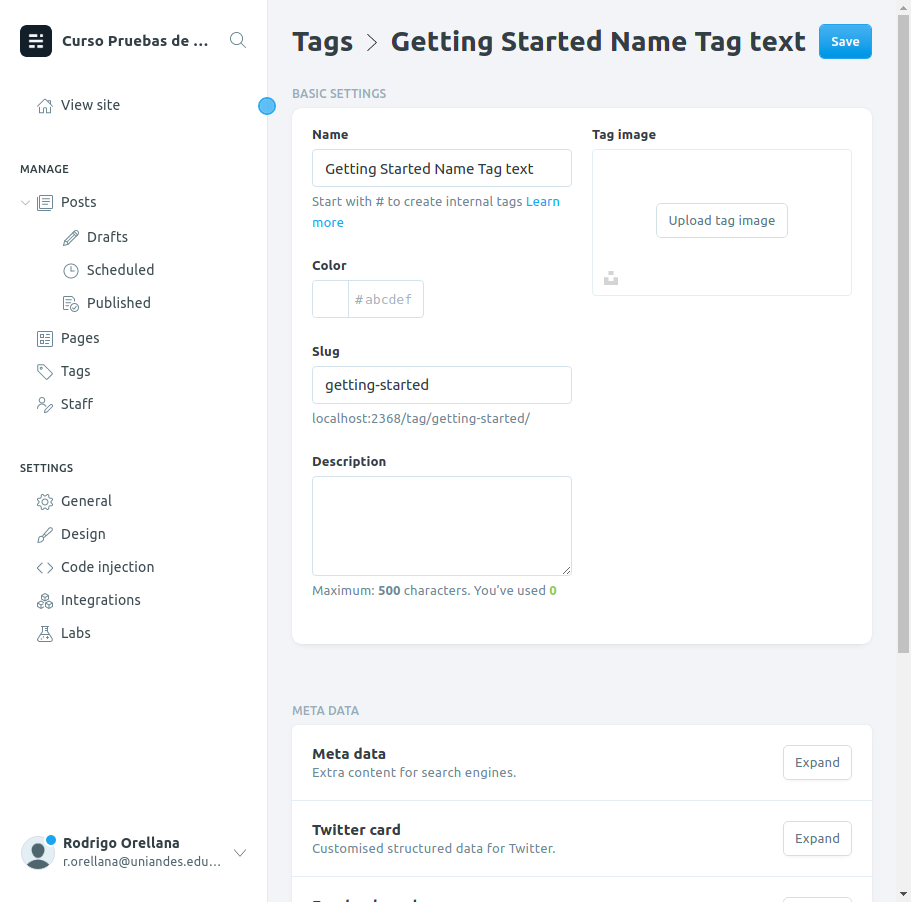 Curso Pruebas de ...
View site
MANAGE
Posts
Drafts
Scheduled
Published
Pages
Tags
Staff
SETTINGS
General
Design
Code injection
Integrations
Labs
Rodrigo Orellana
r.orellana@uniandes.edu...
Tags > Getting Started Name Tag text
Save
BASIC SETTINGS
Name
Getting Started Name Tag text
Start with # to create internal tags Learn
more
Color
#abcdef
Slug
getting-started
localhost:2368/tag/getting-started/
Description
Maximum: 500 characters. You’ve used 0
Tag image
Upload tag image
META DATA
Meta data
Extra content for search engines.
Expand
Twitter card
Customised structured data for Twitter.
Expand